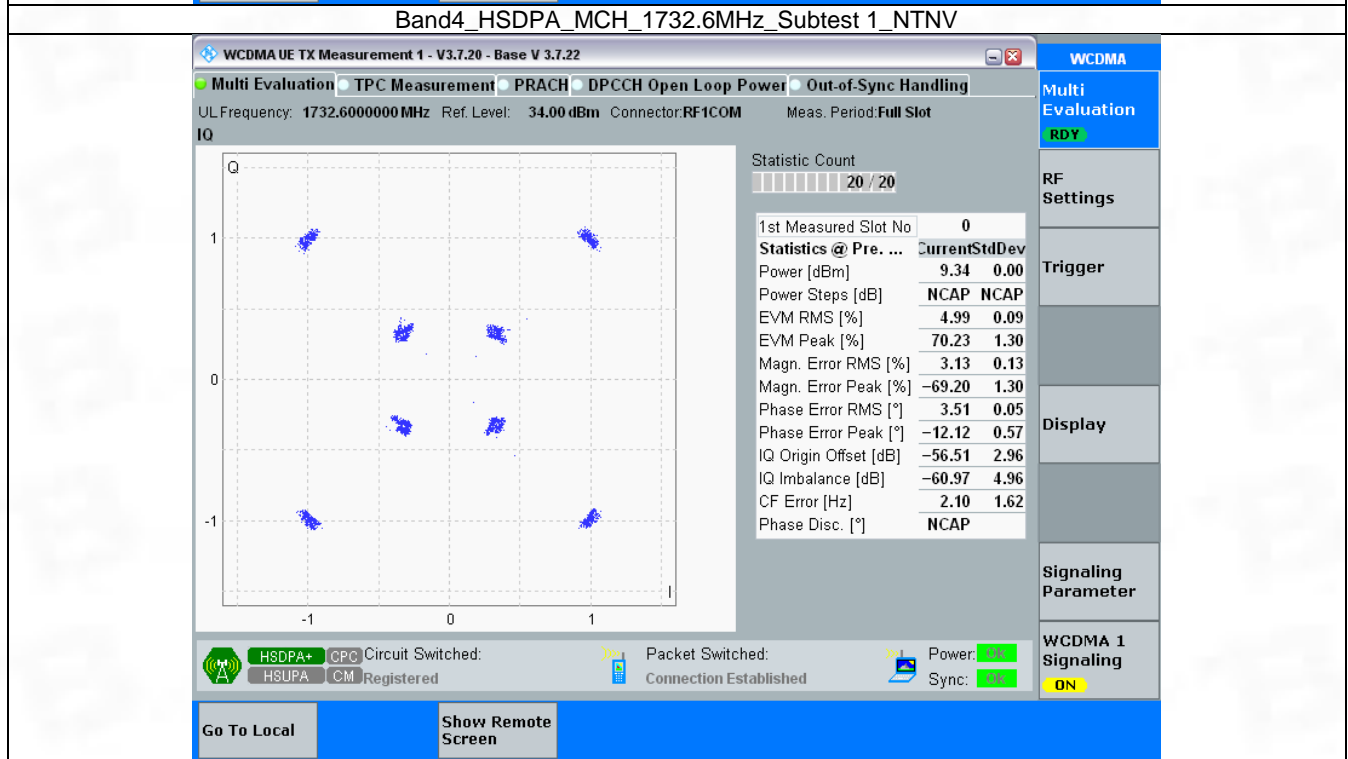 Band4_HSDPA_MCH_1732.6MHz_Subtest 1_NTNV
WCDMA UE TX Measurement 1 - V3.7.20 - Base V 3.7.22
WCDMA
Multi Evaluation TPC Measurement PRACH DPCCH Open Loop Power Out-of-Sync Handling
Multi
Evaluation
RDY
UL Frequency: 1732.6000000 MHz Ref. Level: 34.00 dBm Connector:RF1COM Meas. Period:Full Slot
IQ
Q
1
0
-1
I
-1 0 1
Statistic Count
20 / 20
1st Measured Slot No 0
Statistics @ Pre. ... CurrentStdDev
Power [dBm] 9.34 0.00
Power Steps [dB] NCAP NCAP
EVM RMS [%] 4.99 0.09
EVM Peak [%] 70.23 1.30
Magn. Error RMS [%] 3.13 0.13
Magn. Error Peak [%] −69.20 1.30
Phase Error RMS [°] 3.51 0.05
Phase Error Peak [°] −12.12 0.57
IQ Origin Offset [dB] −56.51 2.96
IQ Imbalance [dB] −60.97 4.96
CF Error [Hz] 2.10 1.62
Phase Disc. [°] NCAP
RF
Settings
Trigger
Display
Signaling
Parameter
WCDMA 1
Signaling
ON
HSDPA+ CPC Circuit Switched: Packet Switched: Power: OK
HSUPA CM Registered Connection Established Sync: OK
Go To Local
Show Remote
Screen